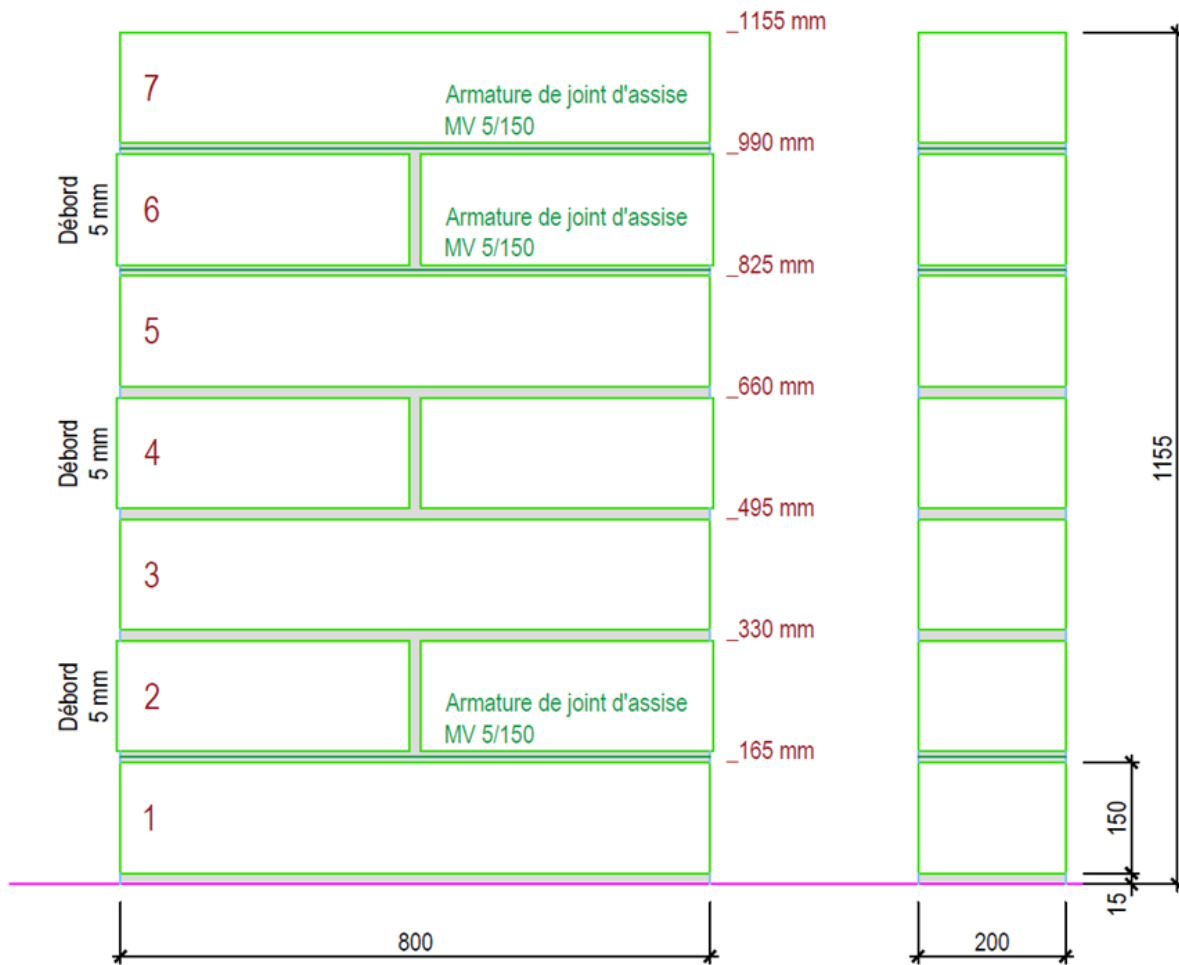 _1155 mm
7
Armature de joint d'assise
MV 5/150
_990 mm
Débord
5 mm
6
Armature de joint d'assise
MV 5/150
_825 mm
5
_660 mm
Débord
5 mm
4
1155
_495 mm
3
_330 mm
Débord
5 mm
2
Armature de joint d'assise
MV 5/150
_165 mm
1
150
15
800
200